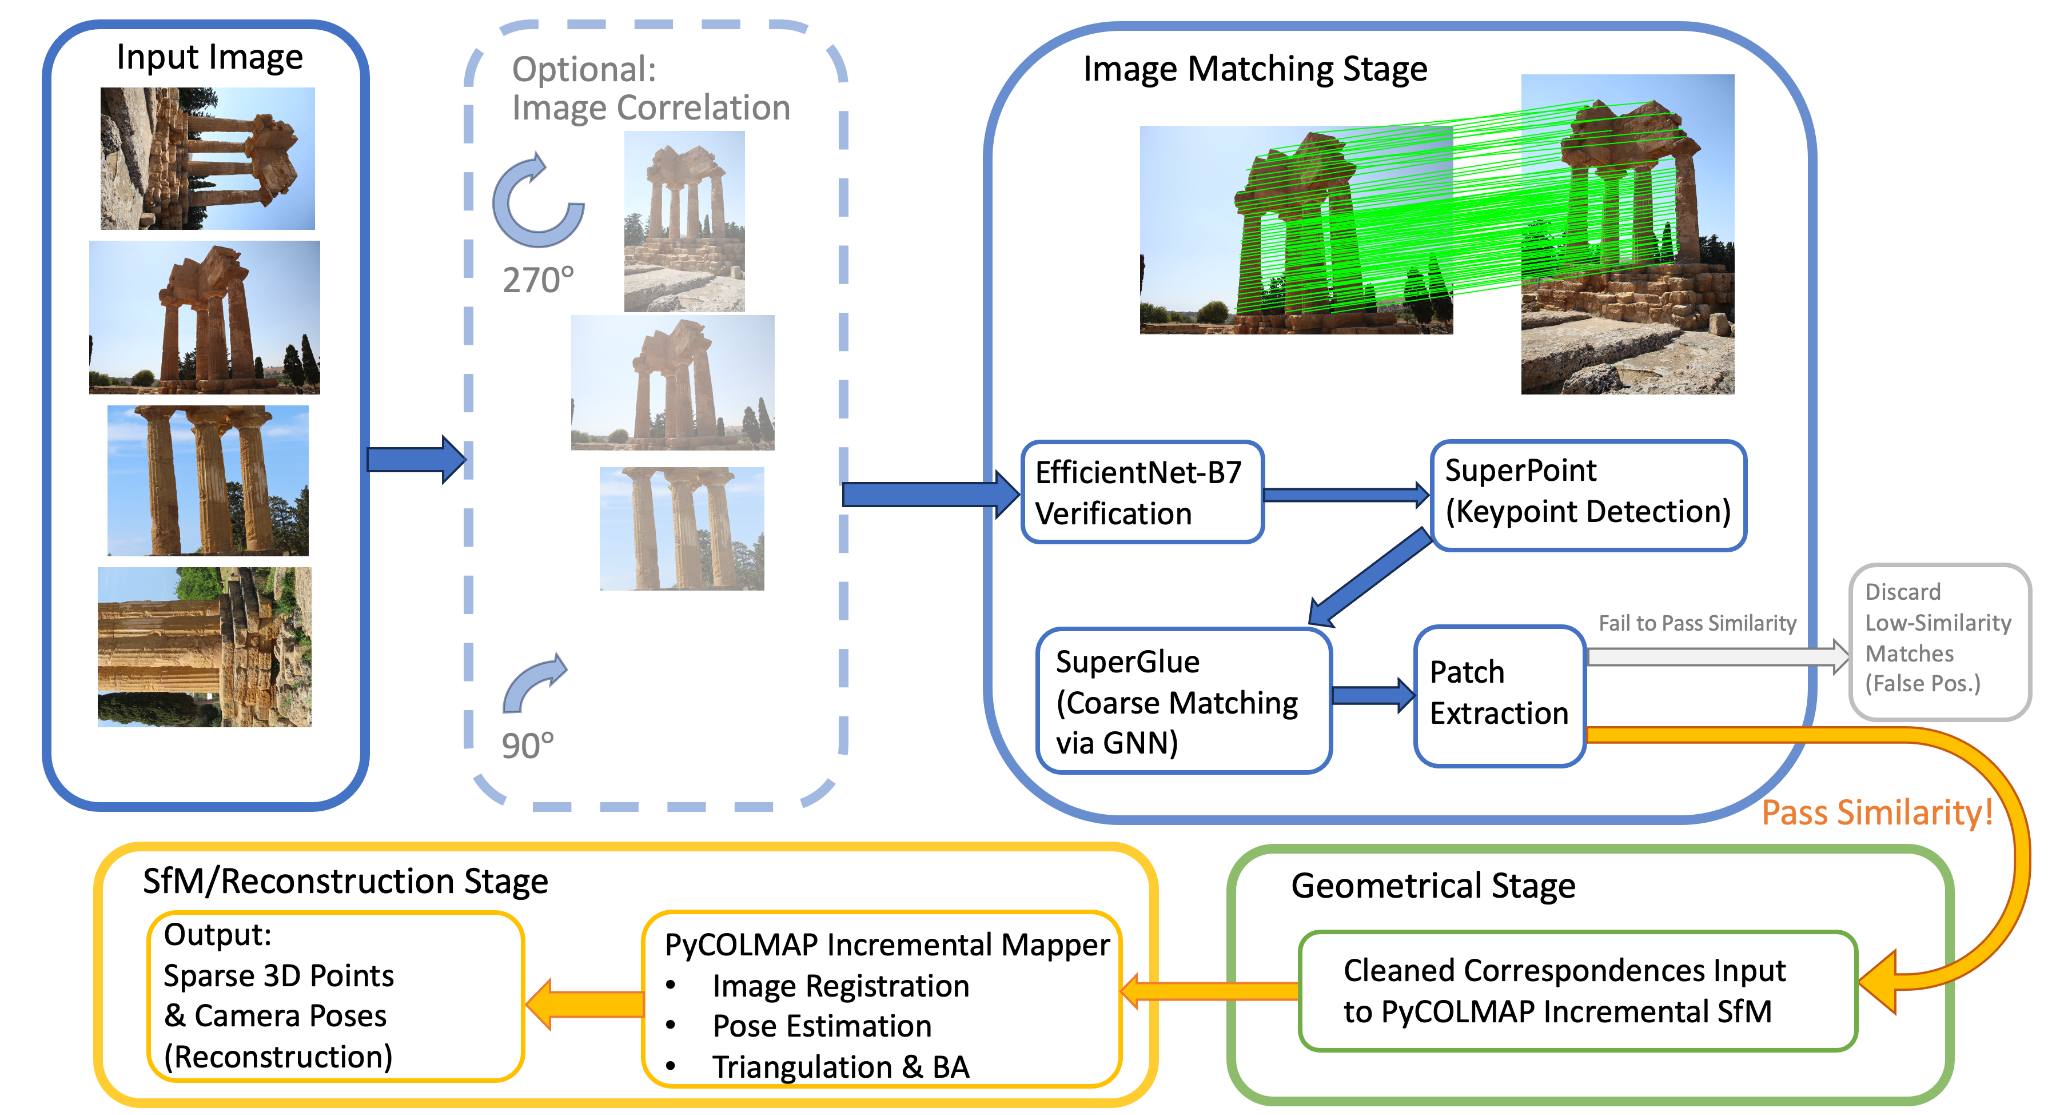 Input Image
Optional:
Image Correlation
270°
90°
Image Matching Stage
EfficientNet-B7
Verification
SuperPoint
(Keypoint Detection)
SuperGlue
(Coarse Matching
via GNN)
Patch
Extraction
Fail to Pass Similarity
Discard
Low-Similarity
Matches
(False Pos.)
Pass Similarity!
Geometrical Stage
Cleaned Correspondences Input
to PyCOLMAP Incremental SfM
SfM/Reconstruction Stage
PyCOLMAP Incremental Mapper
• Image Registration
• Pose Estimation
• Triangulation & BA
Output:
Sparse 3D Points
& Camera Poses
(Reconstruction)